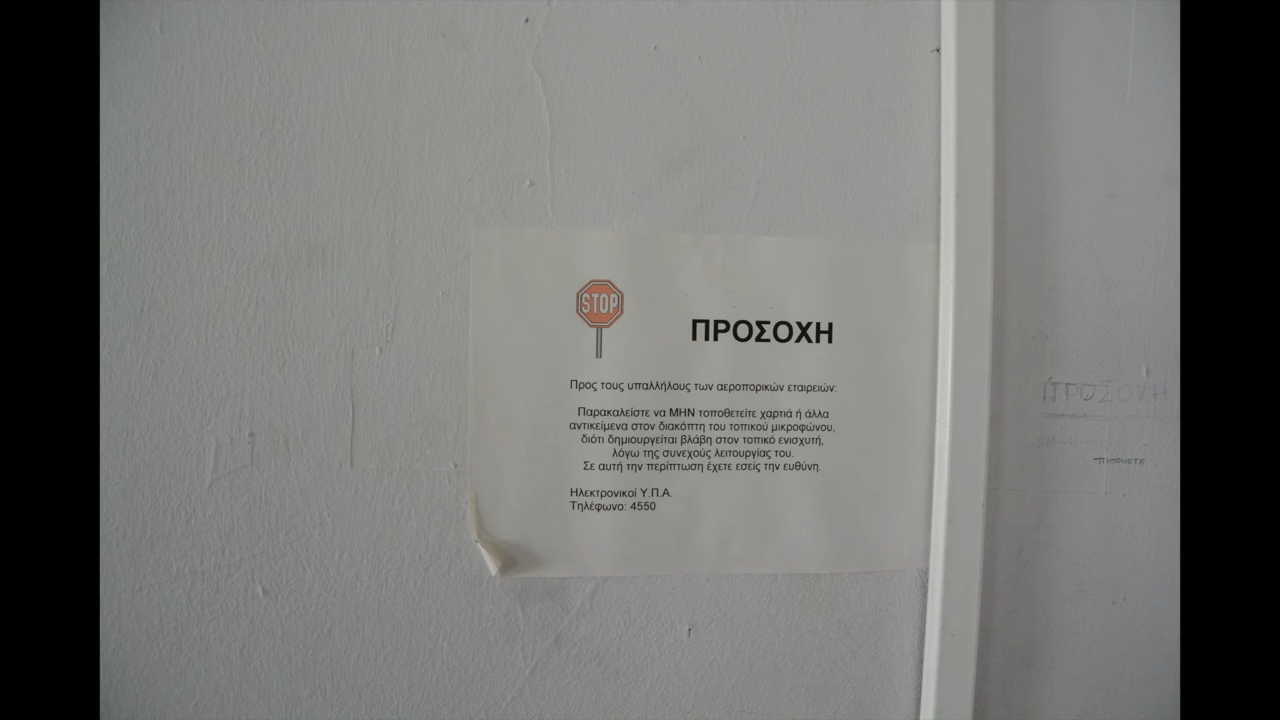 STOP
ΠΡΟΣΟΧΗ
Προς τους υπαλλήλους των αεροπορικών εταιρειών:
Παρακαλείστε να ΜΗΝ τοποθετείτε χαρτιά ή άλλα
αντικείμενα στον διακόπτη του τοπικού μικροφώνου,
διότι δημιουργείται βλάβη στον τοπικό ενισχυτή,
λόγω της συνεχούς λειτουργίας του.
Σε αυτή την περίπτωση έχετε εσείς την ευθύνη.
Ηλεκτρονικοί Υ.Π.Α.
Τηλέφωνο: 4550
ΠΡΟΣΟΧΗ